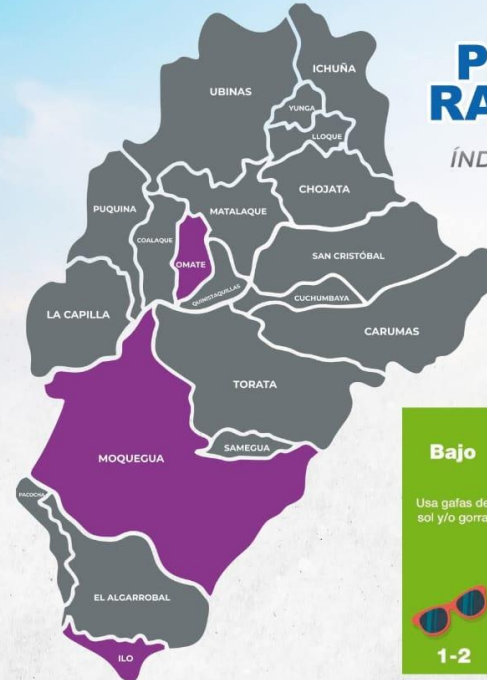 P
RA
ÍND
ICHUÑA
UBINAS
YUNGA
LLOQUE
CHOJATA
PUQUINA
MATALAQUE
COALAQUE
SAN CRISTÓBAL
OMATE
QUINISTAQUILLAS
CUCHUMBAYA
LA CAPILLA
CARUMAS
TORATA
SAMEGUA
MOQUEGUA
PACOCHA
EL ALGARROBAL
ILO
Bajo
Usa gafas de
sol y/o gorra
1-2